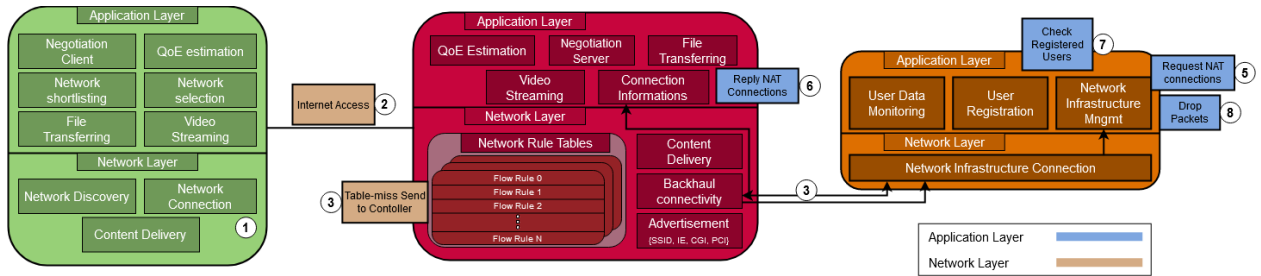 Application Layer
Negotiation
Client
QoE estimation
Network
shortlisting
Network
selection
File
Transferring
Video
Streaming
Network Layer
Network Discovery
Network
Connection
Content Delivery
1
Internet Access
2
3
Table-miss Send
to Contoller
Application Layer
QoE Estimation
Negotiation
Server
File
Transferring
Video
Streaming
Connection
Informations
Reply NAT
Connections
6
Network Layer
Network Rule Tables
Flow Rule 0
Flow Rule 1
Flow Rule 2
Flow Rule N
Content
Delivery
Backhaul
connectivity
Advertisement
{SSID, IE, CGI, PCI}
3
Check
Registered
Users
7
Application Layer
Request NAT
connections
5
User Data
Monitoring
User
Registration
Network
Infrastructure
Mngmt
Drop
Packets
8
Network Layer
Network Infrastructure Connection
Application Layer
Network Layer